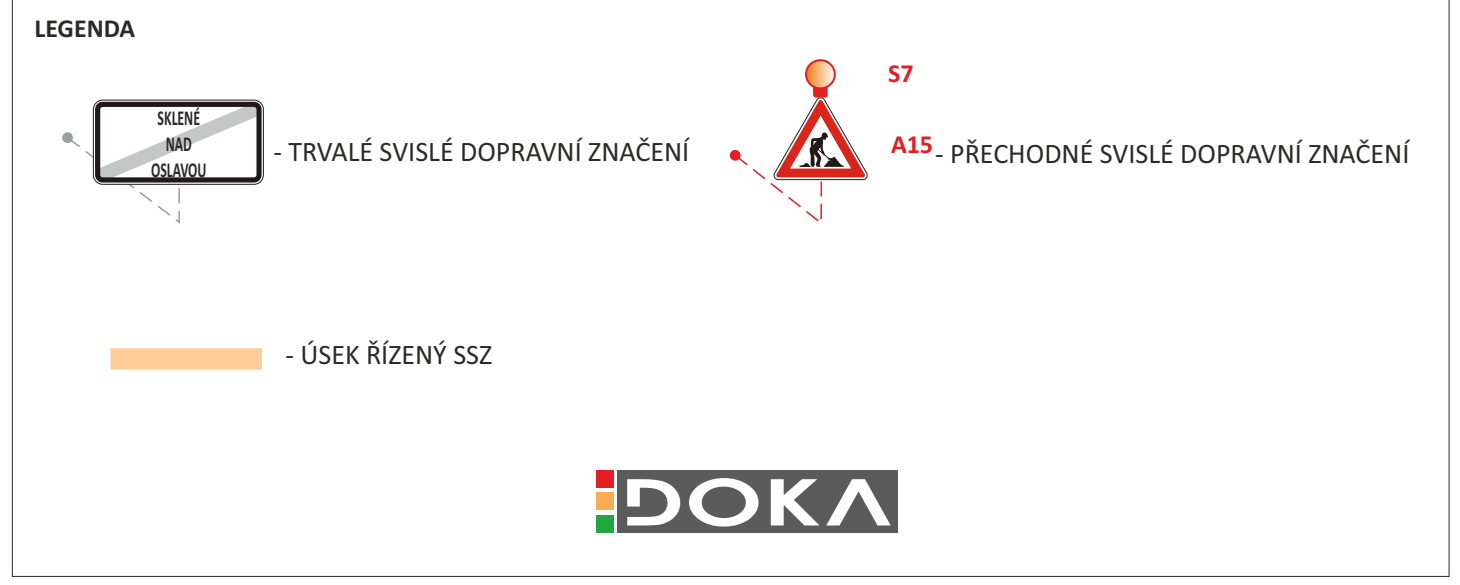 LEGENDA
SKLENÉ
NAD
OSLAVOU
- TRVALÉ SVISLÉ DOPRAVNÍ ZNAČENÍ
S7
A15
- PŘECHODNÉ SVISLÉ DOPRAVNÍ ZNAČENÍ
- ÚSEK ŘÍZENÝ SSZ
DOKA